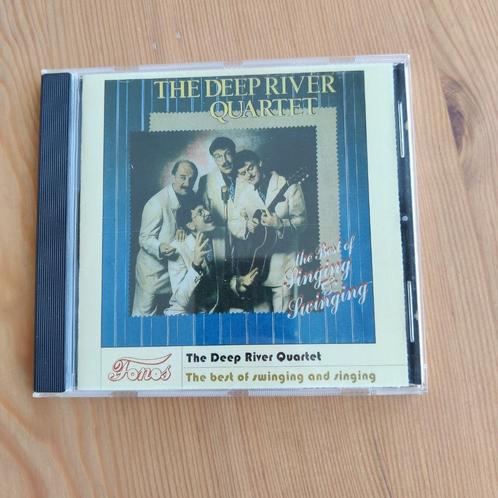 THE DEEP RIVER
QUARTET
The Best of
Singing
&
Swinging
Fonos
The Deep River Quartet
The best of swinging and singing